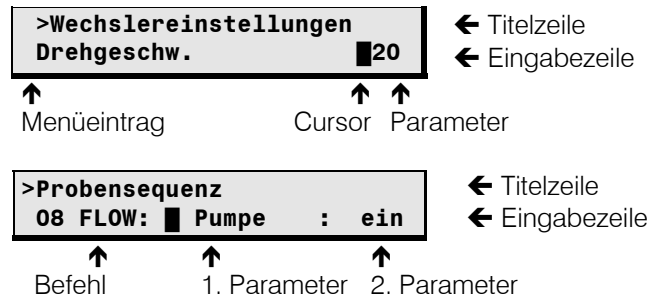 >Wechslereinstellungen 🡸 Titelzeile
Drehgeschw. █20 🡸 Eingabezeile
🡹 🡹 🡹
Menüeintrag Cursor Parameter
>Probensequenz 🡸 Titelzeile
08 FLOW: █ Pumpe : ein 🡸 Eingabezeile
🡹 🡹 🡹
Befehl 1. Parameter 2. Parameter